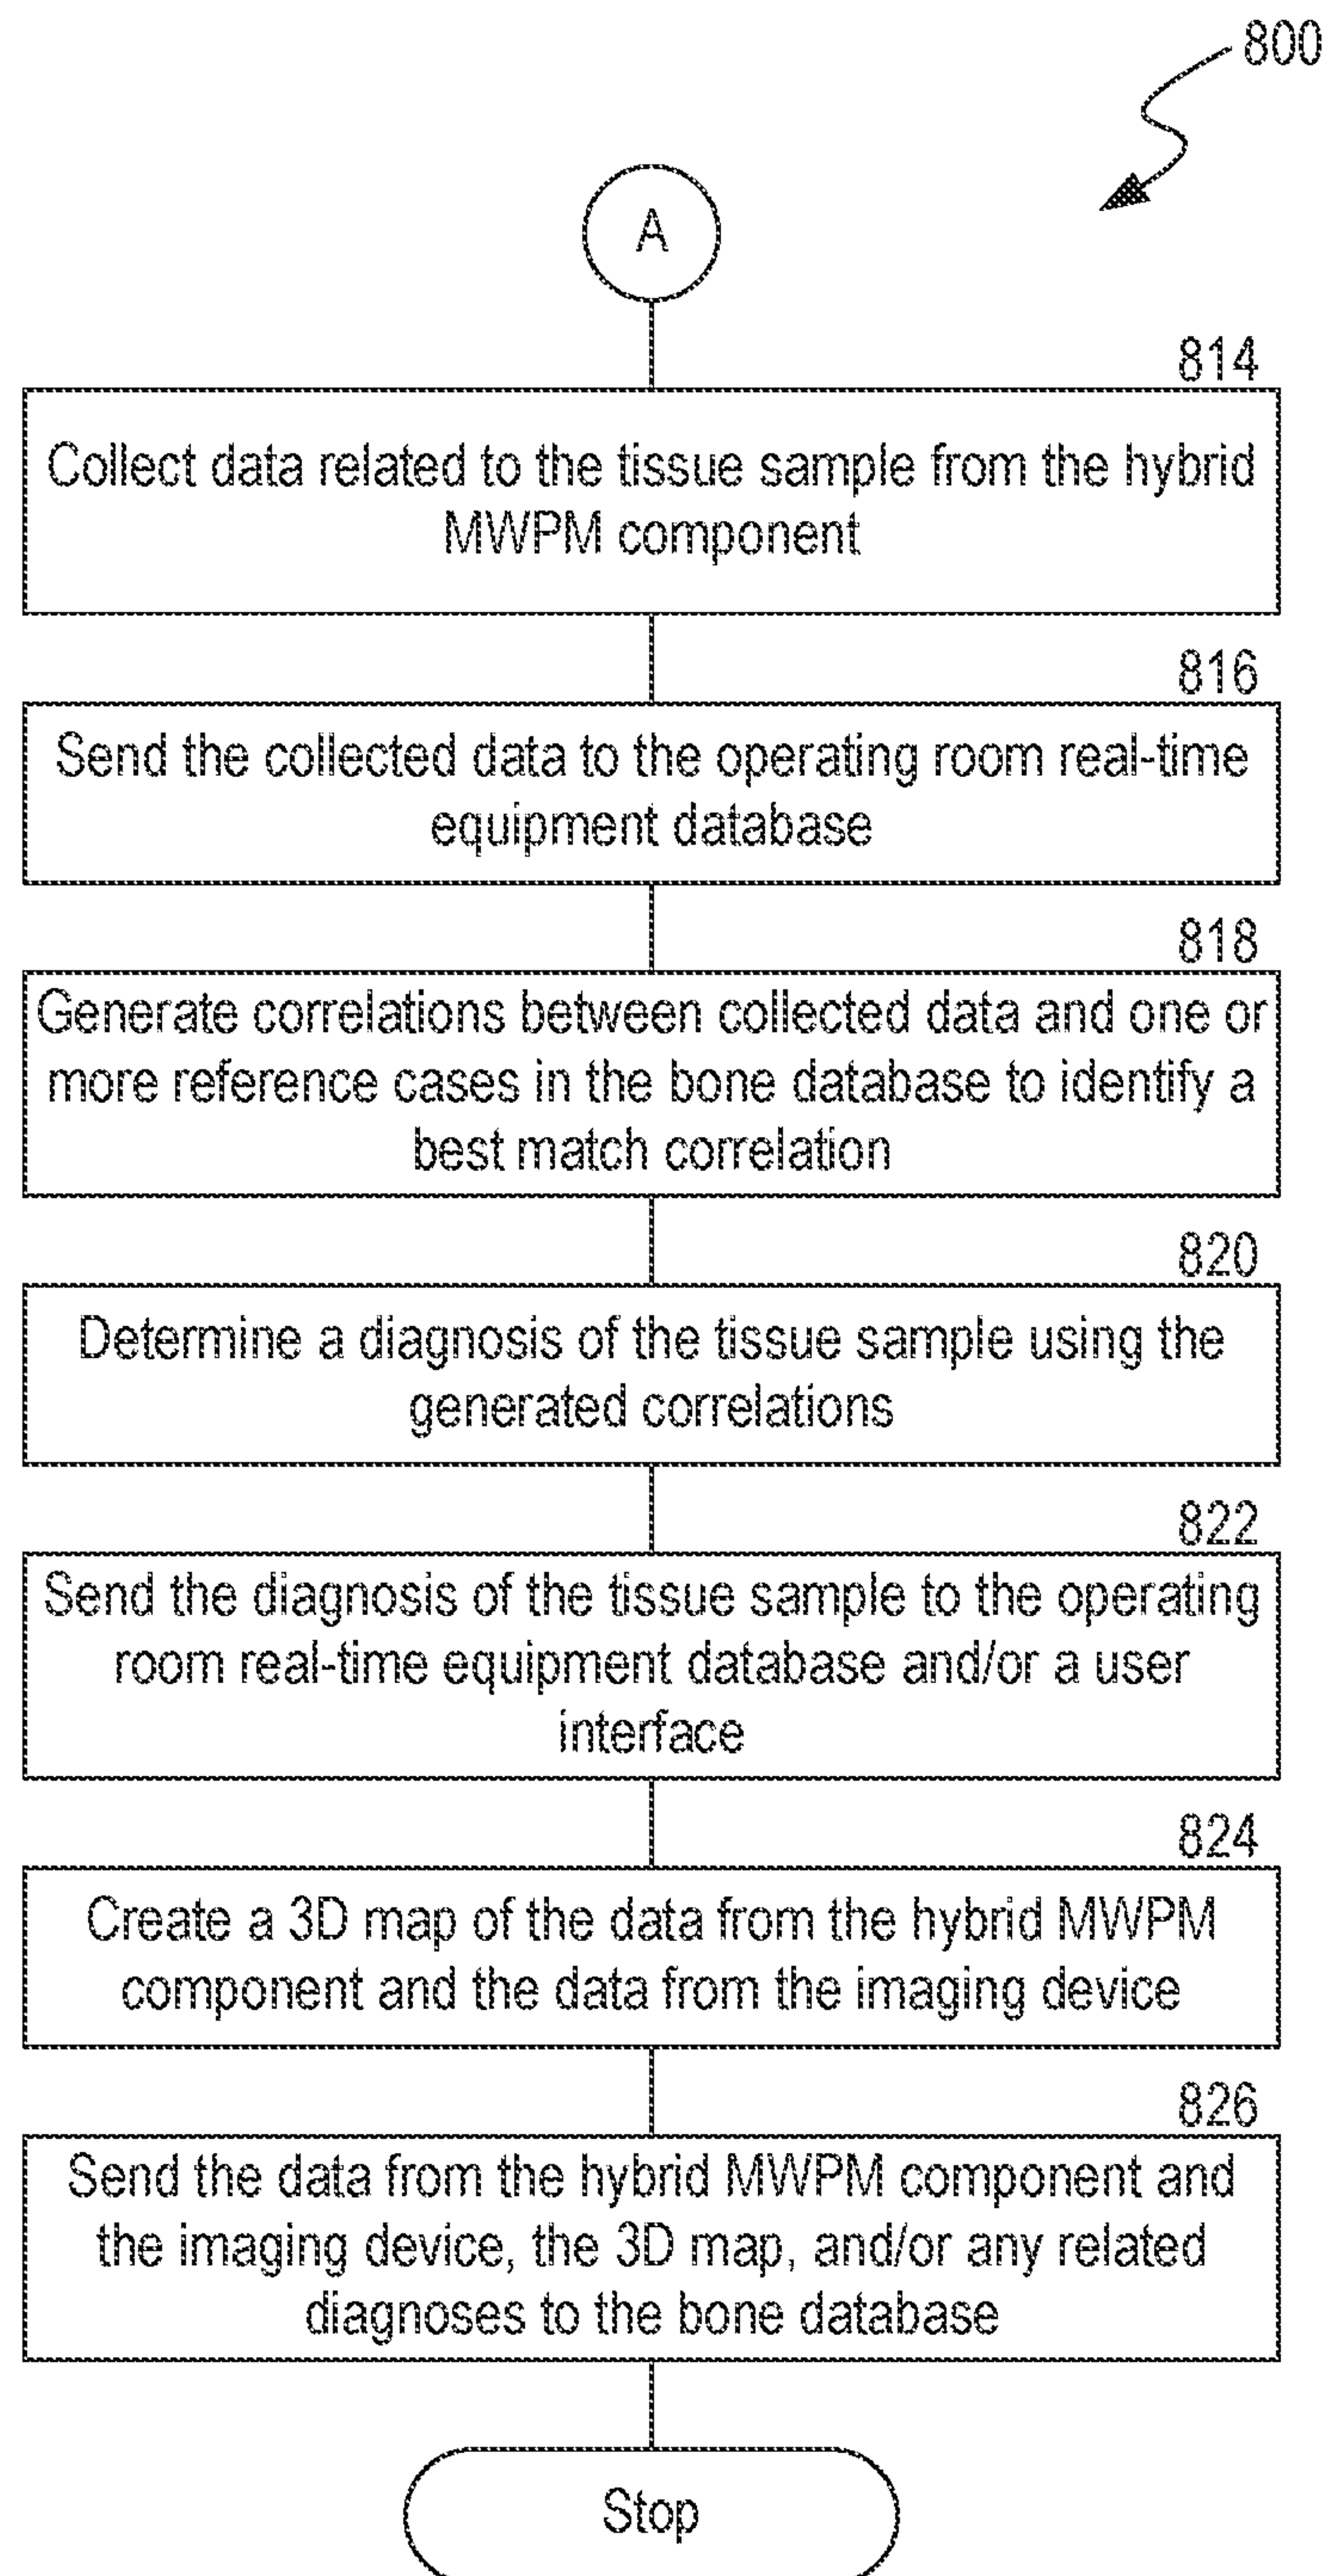 800
A
814
Collect data related to the tissue sample from the hybrid
MWPM component
816
Send the collected data to the operating room real-time
equipment database
818
Generate correlations between collected data and one or
more reference cases in the bone database to identify a
best match correlation
820
Determine a diagnosis of the tissue sample using the
generated correlations
822
Send the diagnosis of the tissue sample to the operating
room real-time equipment database and/or a user
interface
824
Create a 3D map of the data from the hybrid MWPM
component and the data from the imaging device
826
Send the data from the hybrid MWPM component and
the imaging device, the 3D map, and/or any related
diagnoses to the bone database
Stop